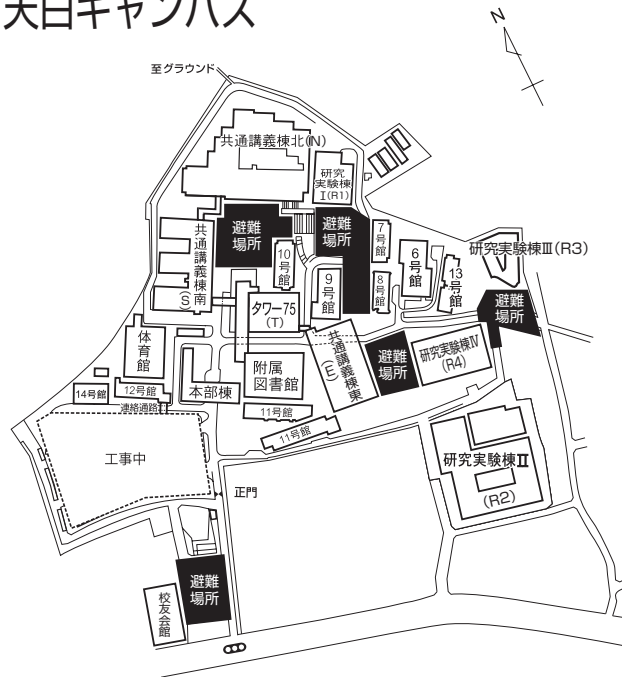 天白キャンパス
N
至グラウンド
共通講義棟北(N)
研究
実験棟
Ⅰ(R1)
避難
場所
避難
場所
7号館
共通講義棟南
(S)
10号館
9号館
8号館
6号館
13号館
研究実験棟Ⅲ(R3)
避難
場所
タワー75
(T)
体育館
共通講義棟東
(E)
避難
場所
研究実験棟Ⅳ
(R4)
附属
図書館
14号館
12号館
本部棟
連絡通路
11号館
11号館
工事中
研究実験棟Ⅱ
(R2)
正門
避難
場所
校友会館